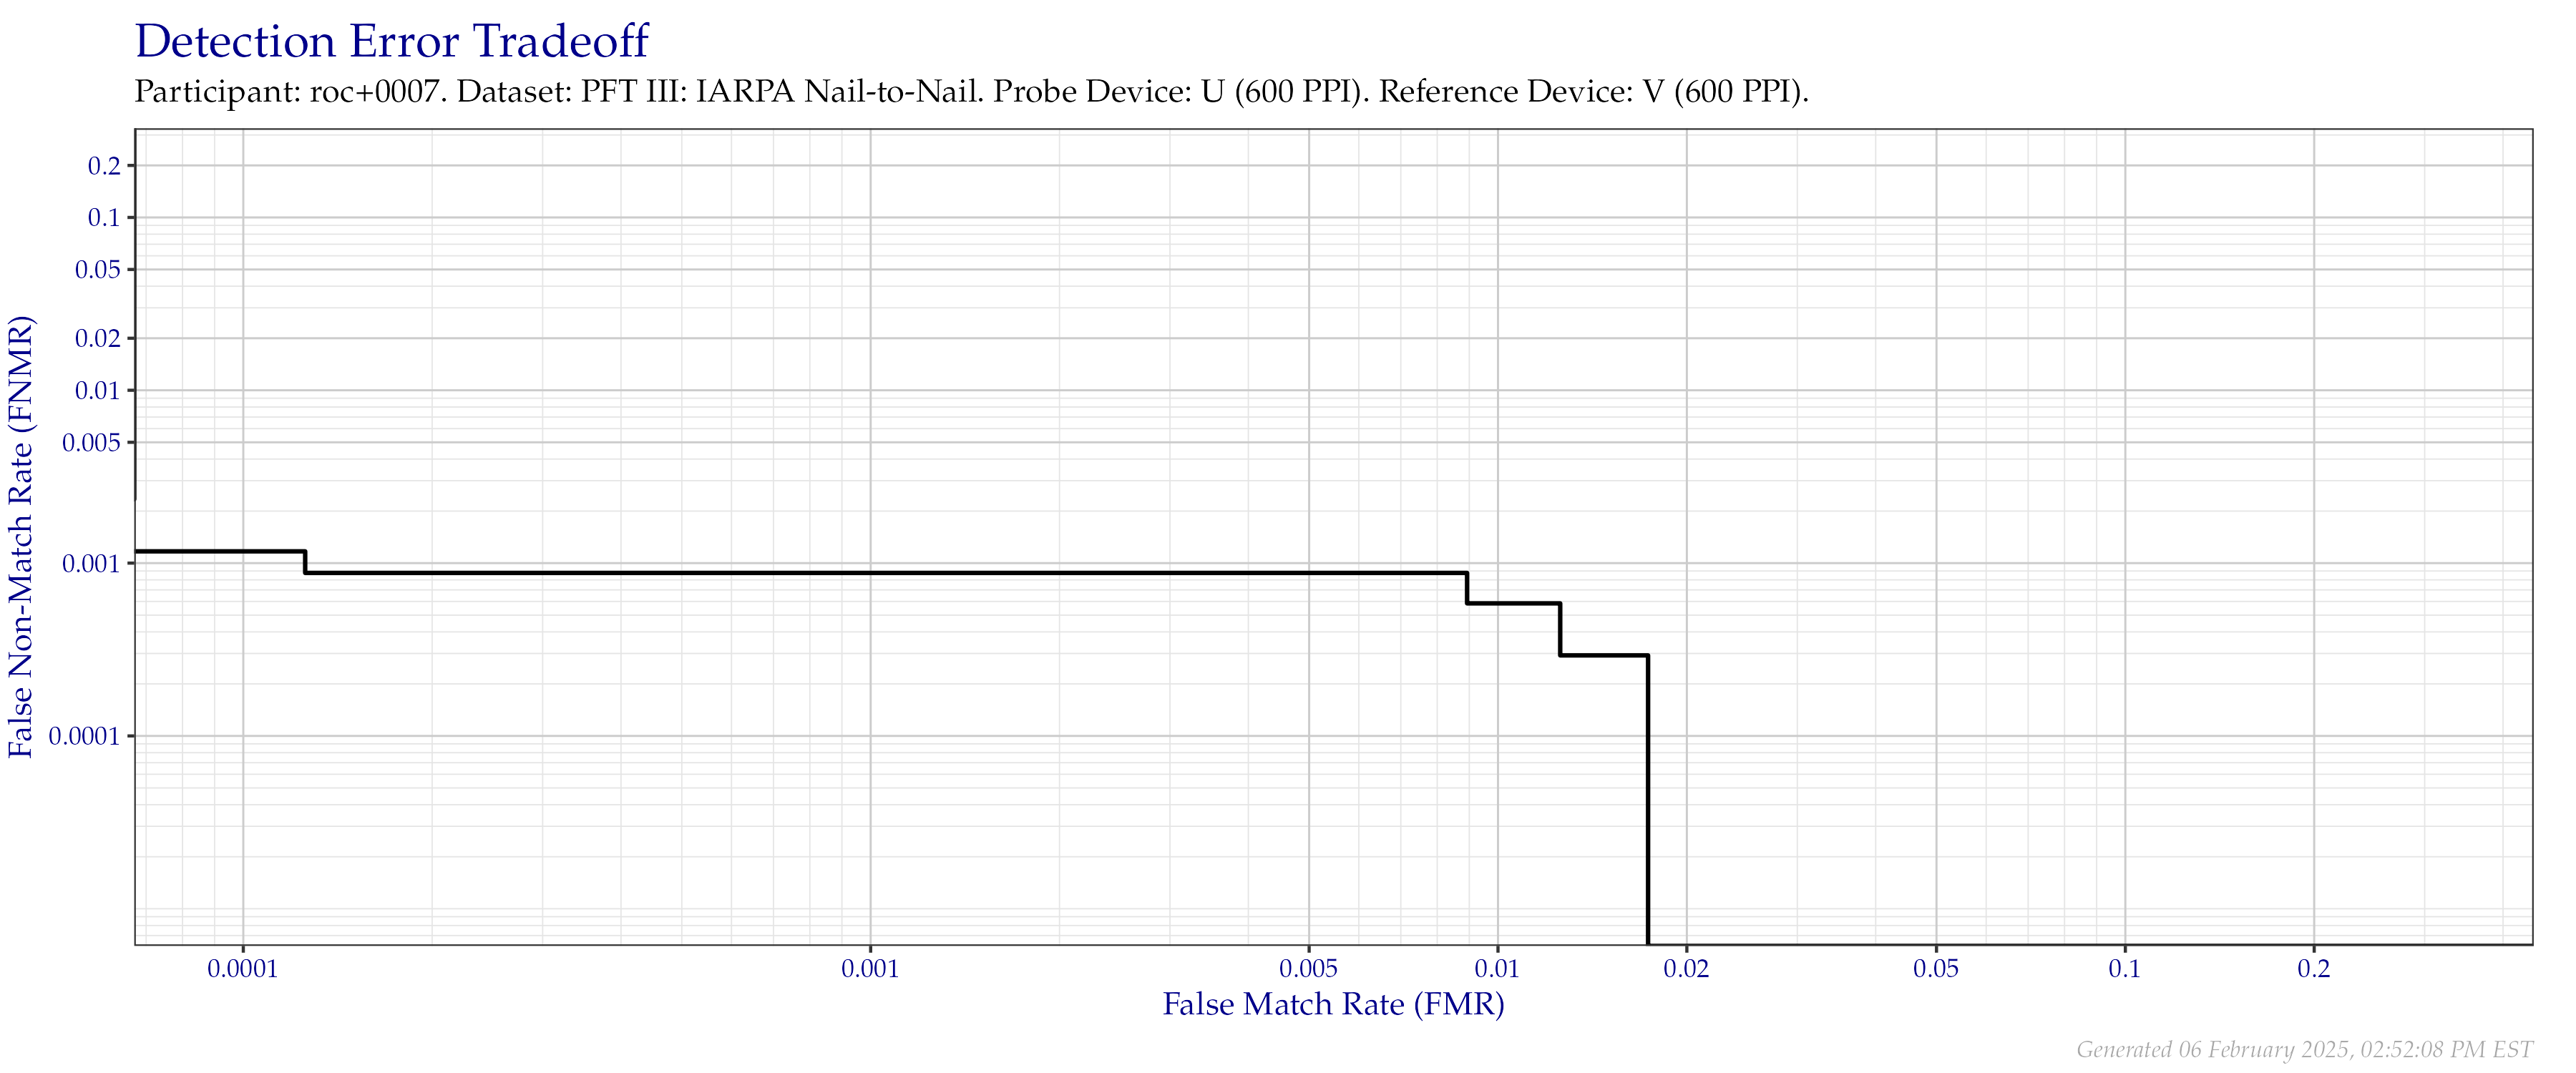 Detection Error Tradeoff
Participant: roc+0007. Dataset: PFT III: IARPA Nail-to-Nail. Probe Device: U (600 PPI). Reference Device: V (600 PPI).
False Non-Match Rate (FNMR)
0.2
0.1
0.05
0.02
0.01
0.005
0.001
0.0001
0.0001 0.001 0.005 0.01 0.02 0.05 0.1 0.2
False Match Rate (FMR)
Generated 06 February 2025, 02:52:08 PM EST